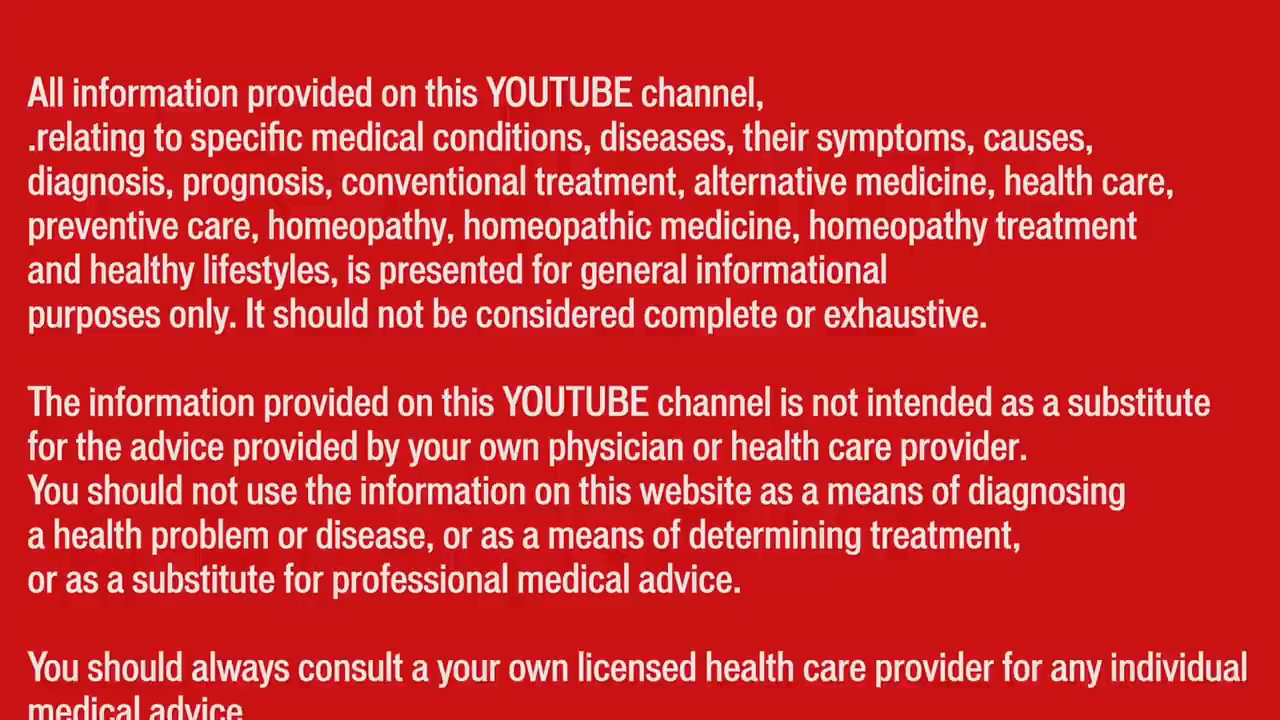 All information provided on this YOUTUBE channel,
.relating to specific medical conditions, diseases, their symptoms, causes,
diagnosis, prognosis, conventional treatment, alternative medicine, health care,
preventive care, homeopathy, homeopathic medicine, homeopathy treatment
and healthy lifestyles, is presented for general informational
purposes only. It should not be considered complete or exhaustive.
The information provided on this YOUTUBE channel is not intended as a substitute
for the advice provided by your own physician or health care provider.
You should not use the information on this website as a means of diagnosing
a health problem or disease, or as a means of determining treatment,
or as a substitute for professional medical advice.
You should always consult a your own licensed health care provider for any individual
medical advice